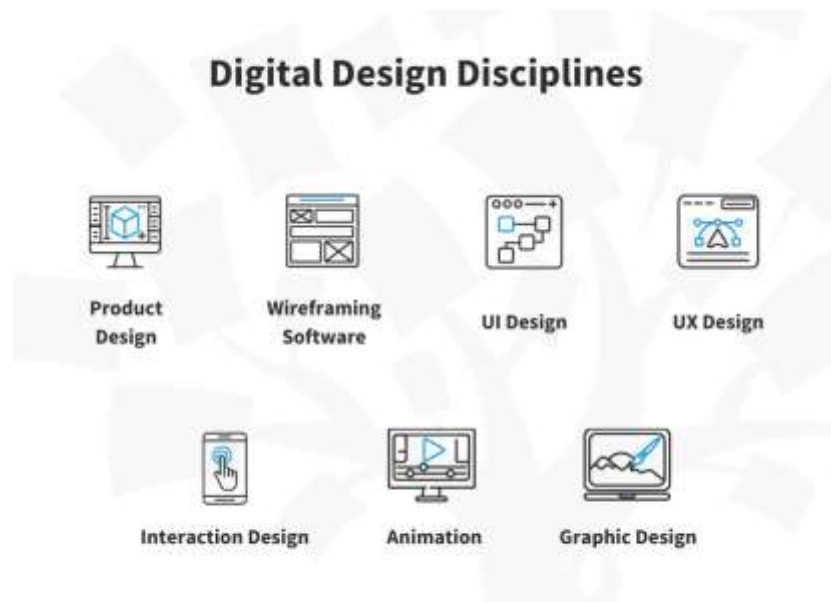 Digital Design Disciplines
Product
Design
Wireframing
Software
UI Design
UX Design
Interaction Design
Animation
Graphic Design